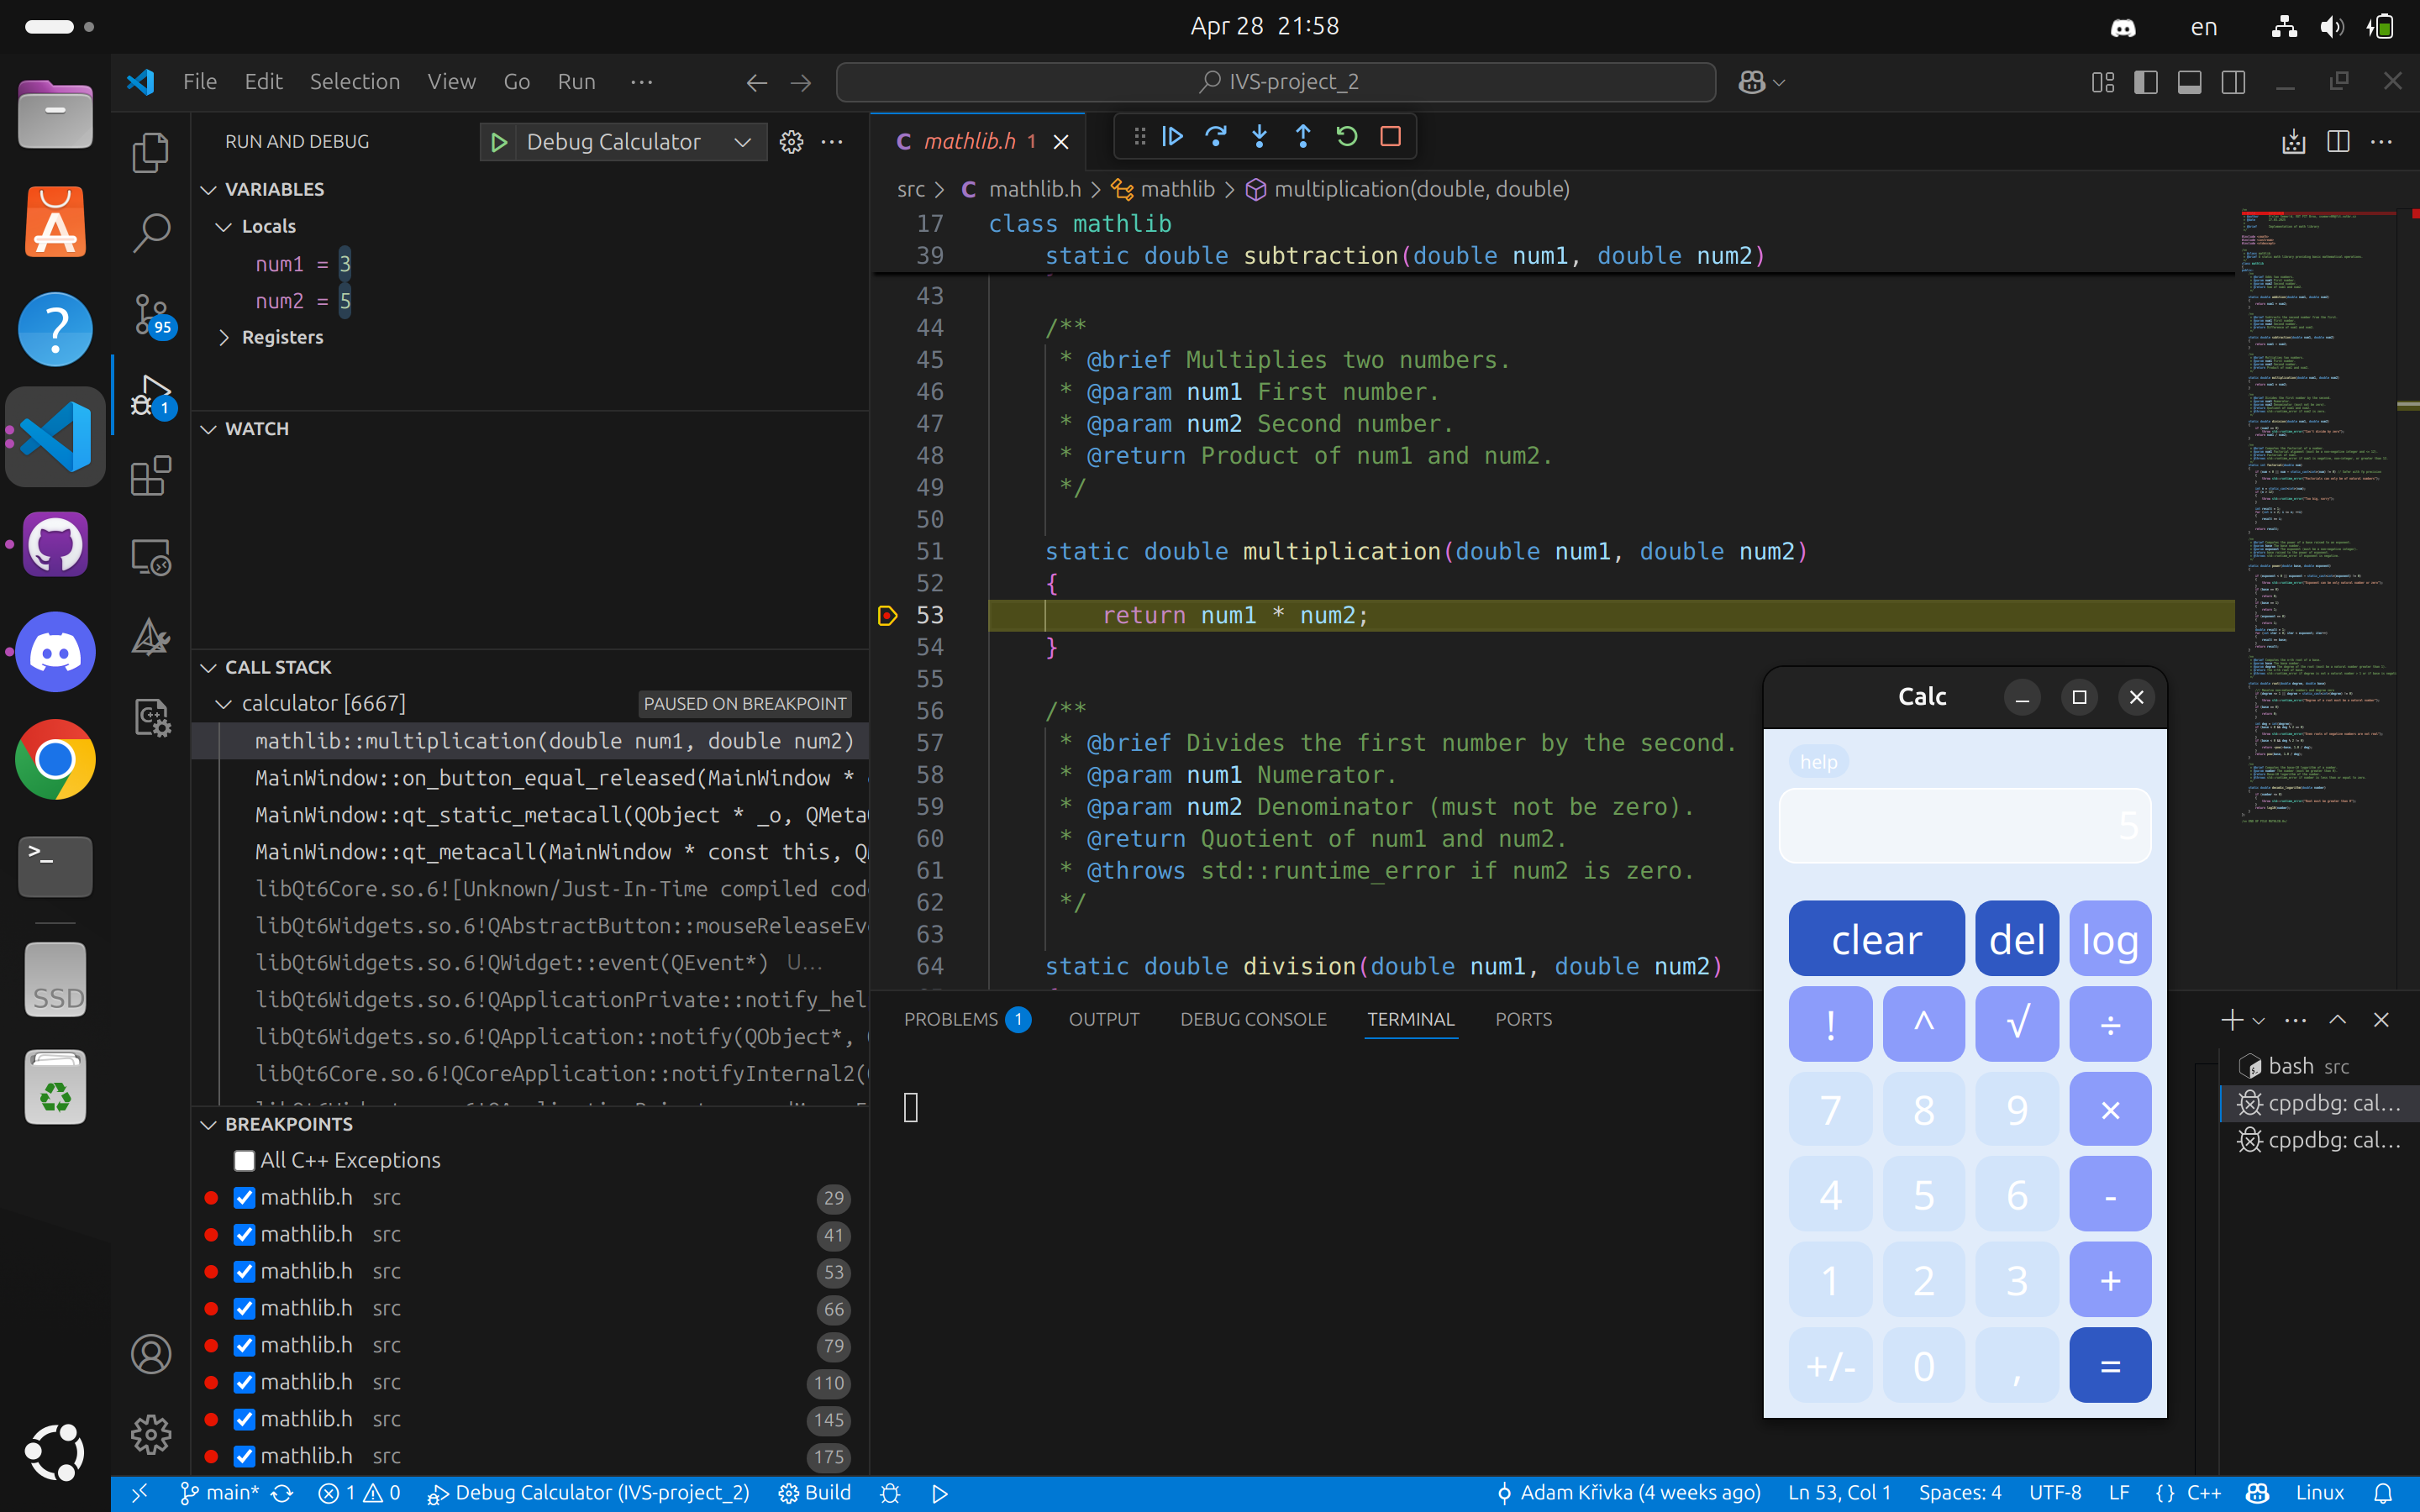 Apr 28 21:58
en
File Edit Selection View Go Run ···
IVS-project_2
RUN AND DEBUG
Debug Calculator
VARIABLES
Locals
num1 = 3
num2 = 5
Registers
WATCH
CALL STACK
calculator [6667]
PAUSED ON BREAKPOINT
mathlib::multiplication(double num1, double num2)
MainWindow::on_button_equal_released(MainWindow *
MainWindow::qt_static_metacall(QObject * _o, QMeta
MainWindow::qt_metacall(MainWindow * const this,
libQt6Core.so.6![Unknown/Just-In-Time compiled cod
libQt6Widgets.so.6!QAbstractButton::mouseReleaseEv
libQt6Widgets.so.6!QWidget::event(QEvent*) U...
libQt6Widgets.so.6!QApplicationPrivate::notify_hel
libQt6Widgets.so.6!QApplication::notify(QObject*,
libQt6Core.so.6!QCoreApplication::notifyInternal2(
BREAKPOINTS
All C++ Exceptions
mathlib.h src 29
mathlib.h src 41
mathlib.h src 53
mathlib.h src 66
mathlib.h src 79
mathlib.h src 110
mathlib.h src 145
mathlib.h src 175
95
1
SSD
mathlib.h 1
src > C mathlib.h > mathlib > multiplication(double, double)
17 class mathlib
39 static double subtraction(double num1, double num2)
43
44 /**
45 * @brief Multiplies two numbers.
46 * @param num1 First number.
47 * @param num2 Second number.
48 * @return Product of num1 and num2.
49 */
50
51 static double multiplication(double num1, double num2)
52 {
53 return num1 * num2;
54 }
55
56 /**
57 * @brief Divides the first number by the second.
58 * @param num1 Numerator.
59 * @param num2 Denominator (must not be zero).
60 * @return Quotient of num1 and num2.
61 * @throws std::runtime_error if num2 is zero.
62 */
63
64 static double division(double num1, double num2)
PROBLEMS 1 OUTPUT DEBUG CONSOLE TERMINAL PORTS
bash src
cppdbg: cal...
cppdbg: cal...
Calc
help
5
clear del log
! ^ √ ÷
7 8 9 ×
4 5 6 -
1 2 3 +
+/- 0 , =
main* 1 0 Debug Calculator (IVS-project_2) Build
Adam Křivka (4 weeks ago) Ln 53, Col 1 Spaces: 4 UTF-8 LF {} C++ Linux